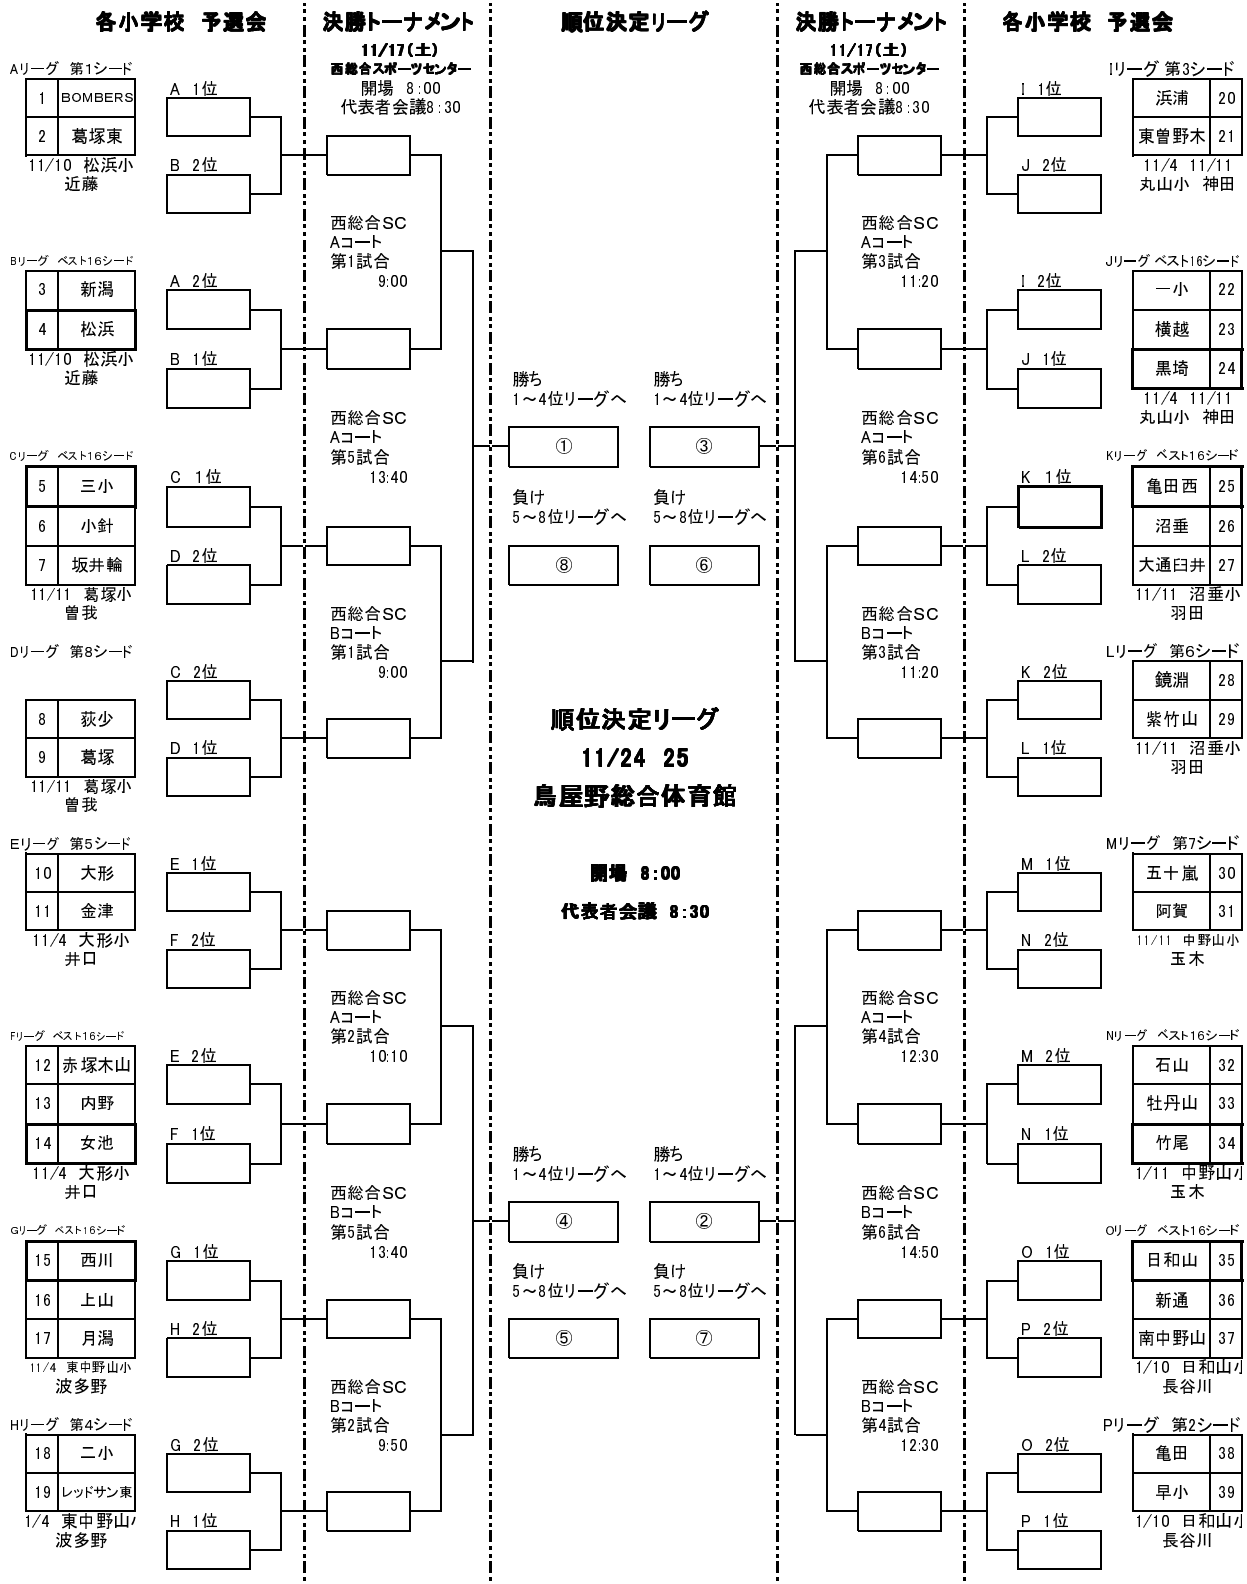 各小学校 予選会
決勝トーナメント
順位決定リーグ
決勝トーナメント
各小学校 予選会
11/17(土)
西総合スポーツセンター
開場 8:00
代表者会議8:30
11/17(土)
西総合スポーツセンター
開場 8:00
代表者会議8:30
Aリーグ 第1シード
1 BOMBERS
2 葛塚東
11/10 松浜小
近藤
A 1位
B 2位
Bリーグ ベスト16シード
3 新潟
4 松浜
11/10 松浜小
近藤
A 2位
B 1位
Cリーグ ベスト16シード
5 三小
6 小針
7 坂井輪
11/11 葛塚小
曽我
C 1位
D 2位
Dリーグ 第8シード
8 荻少
9 葛塚
11/11 葛塚小
曽我
C 2位
D 1位
Eリーグ 第5シード
10 大形
11 金津
11/4 大形小
井口
E 1位
F 2位
Fリーグ ベスト16シード
12 赤塚木山
13 内野
14 女池
11/4 大形小
井口
E 2位
F 1位
Gリーグ ベスト16シード
15 西川
16 上山
17 月潟
11/4 東中野山小
波多野
G 1位
H 2位
Hリーグ 第4シード
18 二小
19 レッドサン東
1/4 東中野山小
波多野
G 2位
H 1位
西総合SC
Aコート
第1試合
9:00
西総合SC
Aコート
第5試合
13:40
西総合SC
Bコート
第1試合
9:00
西総合SC
Aコート
第2試合
10:10
西総合SC
Bコート
第5試合
13:40
西総合SC
Bコート
第2試合
9:50
勝ち
1～4位リーグへ
①
負け
5～8位リーグへ
⑧
勝ち
1～4位リーグへ
③
負け
5～8位リーグへ
⑥
順位決定リーグ
11/24 25
鳥屋野総合体育館
開場 8:00
代表者会議 8:30
勝ち
1～4位リーグへ
④
負け
5～8位リーグへ
⑤
勝ち
1～4位リーグへ
②
負け
5～8位リーグへ
⑦
西総合SC
Aコート
第3試合
11:20
西総合SC
Aコート
第6試合
14:50
西総合SC
Bコート
第3試合
11:20
西総合SC
Aコート
第4試合
12:30
西総合SC
Bコート
第6試合
14:50
西総合SC
Bコート
第4試合
12:30
Iリーグ 第3シード
浜浦 20
東曽野木 21
11/4 11/11
丸山小 神田
I 1位
J 2位
Jリーグ ベスト16シード
一小 22
横越 23
黒埼 24
11/4 11/11
丸山小 神田
I 2位
J 1位
Kリーグ ベスト16シード
亀田西 25
沼垂 26
大通臼井 27
11/11 沼垂小
羽田
K 1位
L 2位
Lリーグ 第6シード
鏡淵 28
紫竹山 29
11/11 沼垂小
羽田
K 2位
L 1位
Mリーグ 第7シード
五十嵐 30
阿賀 31
11/11 中野山小
玉木
M 1位
N 2位
Nリーグ ベスト16シード
石山 32
牡丹山 33
竹尾 34
1/11 中野山小
玉木
M 2位
N 1位
Oリーグ ベスト16シード
日和山 35
新通 36
南中野山 37
1/10 日和山小
長谷川
O 1位
P 2位
Pリーグ 第2シード
亀田 38
早小 39
1/10 日和山小
長谷川
O 2位
P 1位